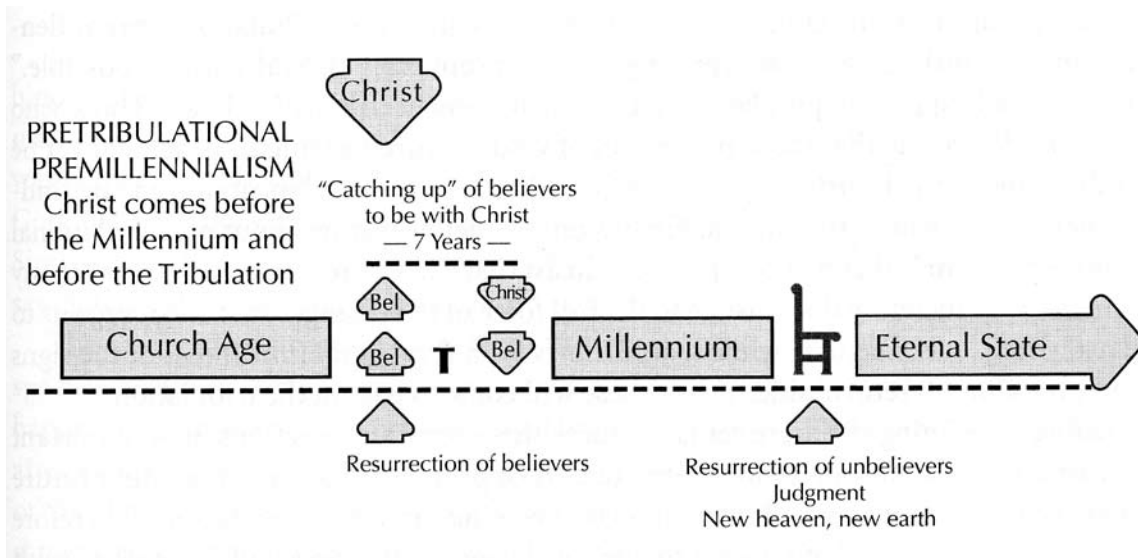 Christ
PRETRIBULATIONAL
PREMILLENNIALISM
Christ comes before
the Millennium and
before the Tribulation
“Catching up” of believers
to be with Christ
— 7 Years —
Bel
Christ
Church Age
Bel
T
Bel
Millennium
Eternal State
Resurrection of believers
Resurrection of unbelievers
Judgment
New heaven, new earth